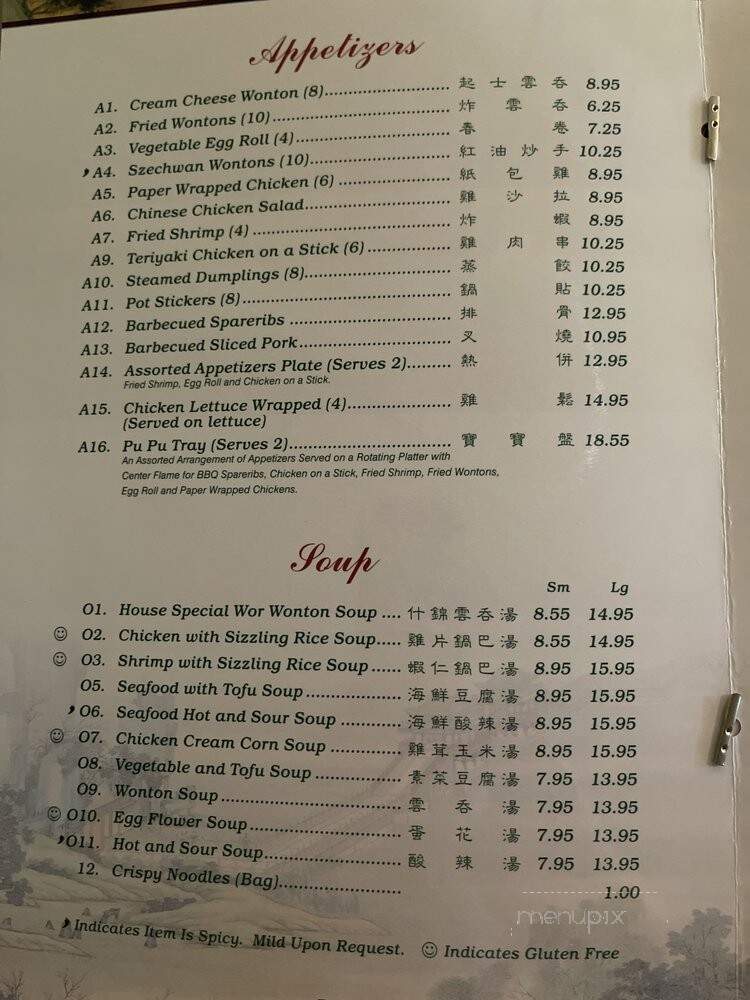 Appetizers
A1. Cream Cheese Wonton (8)........................ 起士雲吞 8.95
A2. Fried Wontons (10)........................ 炸雲吞 6.25
A3. Vegetable Egg Roll (4)........................ 春卷 7.25
❜A4. Szechwan Wontons (10)........................ 紅油炒手 10.25
A5. Paper Wrapped Chicken (6)........................ 紙包雞 8.95
A6. Chinese Chicken Salad........................ 雞沙拉 8.95
A7. Fried Shrimp (4)........................ 炸蝦 8.95
A9. Teriyaki Chicken on a Stick (6)........................ 雞肉串 10.25
A10. Steamed Dumplings (8)........................ 蒸餃 10.25
A11. Pot Stickers (8)........................ 鍋貼 10.25
A12. Barbecued Spareribs........................ 排骨 12.95
A13. Barbecued Sliced Pork........................ 叉燒 10.95
A14. Assorted Appetizers Plate (Serves 2)........ 熱併 12.95
Fried Shrimp, Egg Roll and Chicken on a Stick.
A15. Chicken Lettuce Wrapped (4).................... 雞鬆 14.95
(Served on lettuce)
A16. Pu Pu Tray (Serves 2)........................ 寶寶盤 18.55
An Assorted Arrangement of Appetizers Served on a Rotating Platter with
Center Flame for BBQ Spareribs, Chicken on a Stick, Fried Shrimp, Fried Wontons,
Egg Roll and Paper Wrapped Chickens.
Soup
Sm Lg
O1. House Special Wor Wonton Soup .... 什錦雲吞湯 8.55 14.95
☺ O2. Chicken with Sizzling Rice Soup..... 雞片鍋巴湯 8.55 14.95
☺ O3. Shrimp with Sizzling Rice Soup...... 蝦仁鍋巴湯 8.95 15.95
O5. Seafood with Tofu Soup.................. 海鮮豆腐湯 8.95 15.95
❜O6. Seafood Hot and Sour Soup ........... 海鮮酸辣湯 8.95 15.95
☺ O7. Chicken Cream Corn Soup ............. 雞茸玉米湯 8.95 15.95
O8. Vegetable and Tofu Soup ................ 素菜豆腐湯 7.95 13.95
O9. Wonton Soup.............................. 雲吞湯 7.95 13.95
☺ O10. Egg Flower Soup.......................... 蛋花湯 7.95 13.95
❜O11. Hot and Sour Soup........................ 酸辣湯 7.95 13.95
12. Crispy Noodles (Bag).................... 1.00
❜Indicates Item Is Spicy. Mild Upon Request. ☺ Indicates Gluten Free
menupix